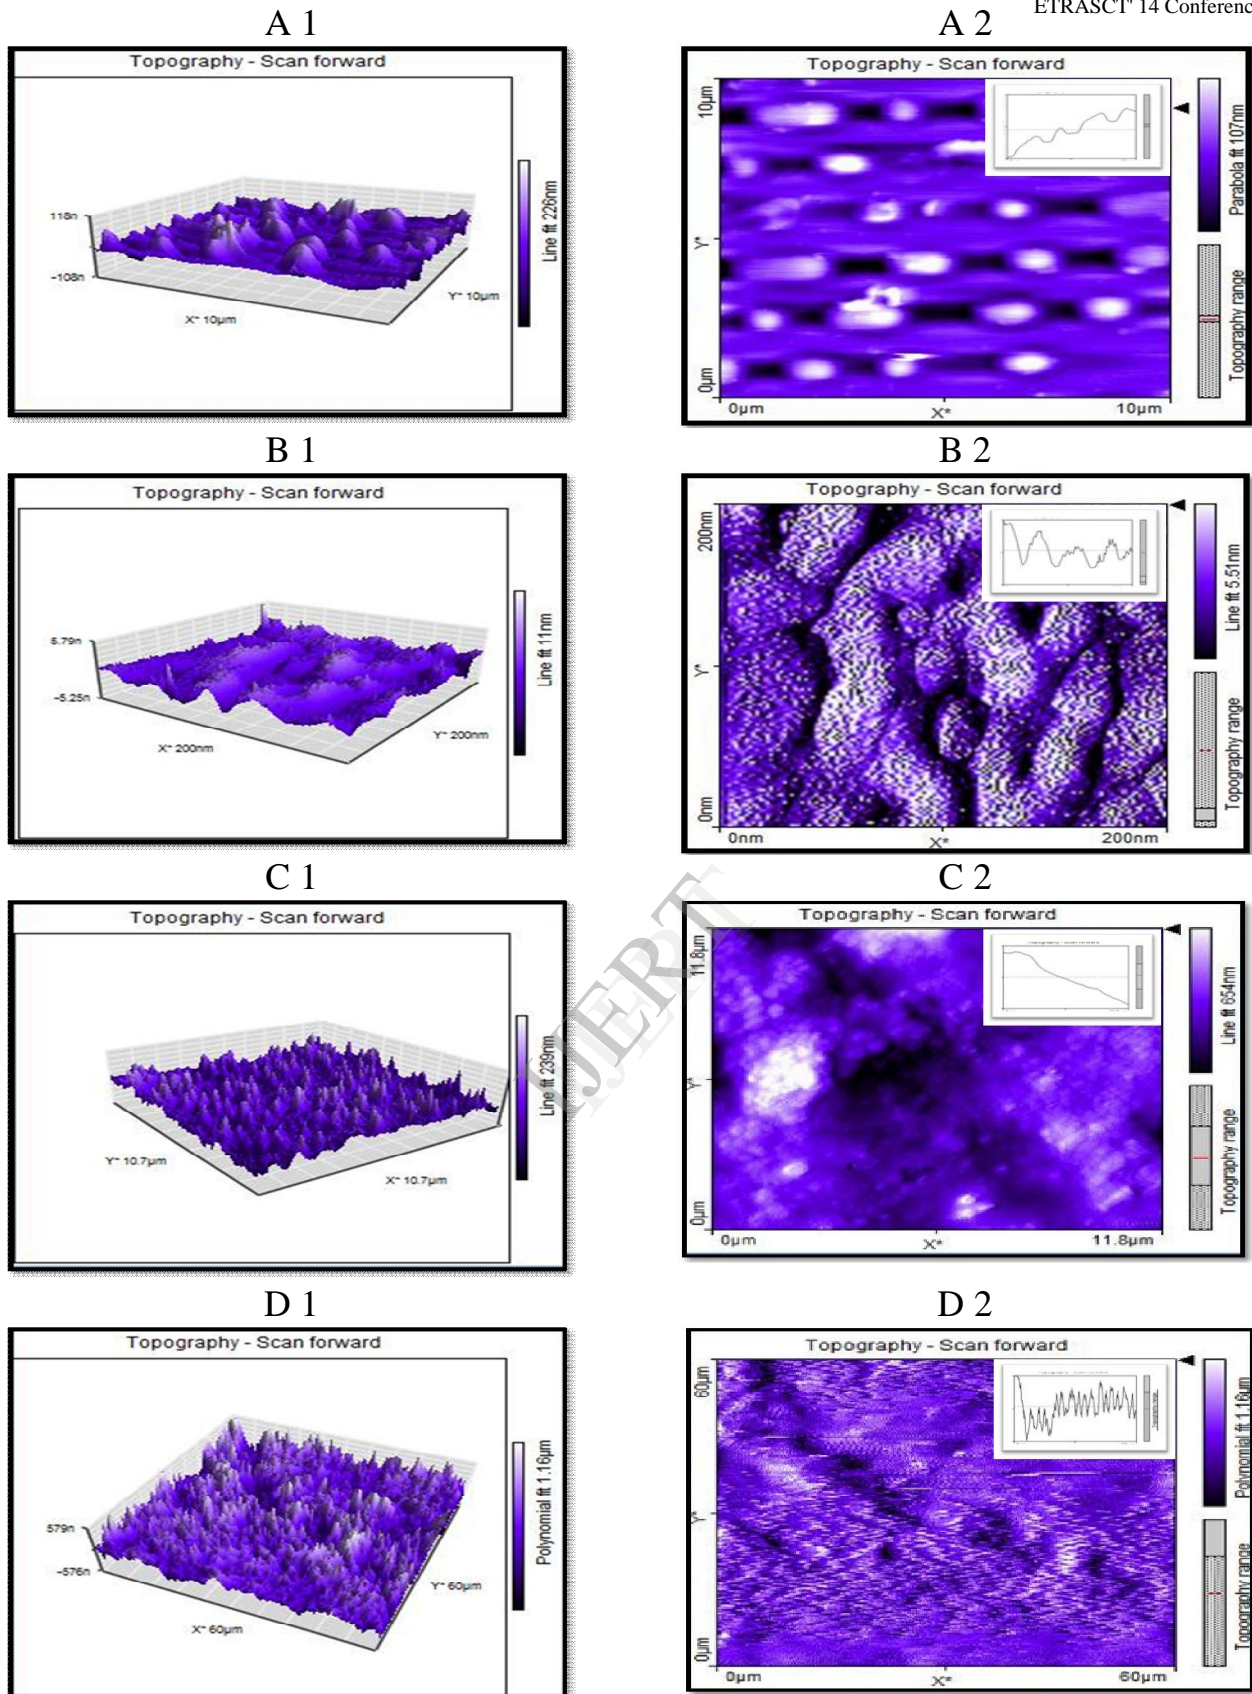 ETRASCT' 14 Conferenc
A 1
A 2
Topography - Scan forward
118n
-108n
X* 10µm
Y* 10µm
Line fit 226nm
Topography - Scan forward
10µm
Y*
0µm
0µm
X*
10µm
Parabola fit 107nm
Topography range
B 1
B 2
Topography - Scan forward
5.79n
-5.25n
X* 200nm
Y* 200nm
Line fit 11nm
Topography - Scan forward
200nm
Y*
0nm
0nm
X*
200nm
Line fit 5.51nm
Topography range
C 1
C 2
Topography - Scan forward
Y* 10.7µm
X* 10.7µm
Line fit 239nm
Topography - Scan forward
11.8µm
Y*
0µm
0µm
X*
11.8µm
Line fit 654nm
Topography range
IJERT
D 1
D 2
Topography - Scan forward
579n
-576n
X* 60µm
Y* 60µm
Polynomial fit 1.16µm
Topography - Scan forward
60µm
Y*
0µm
0µm
X*
60µm
Polynomial fit 1.16µm
Topography range